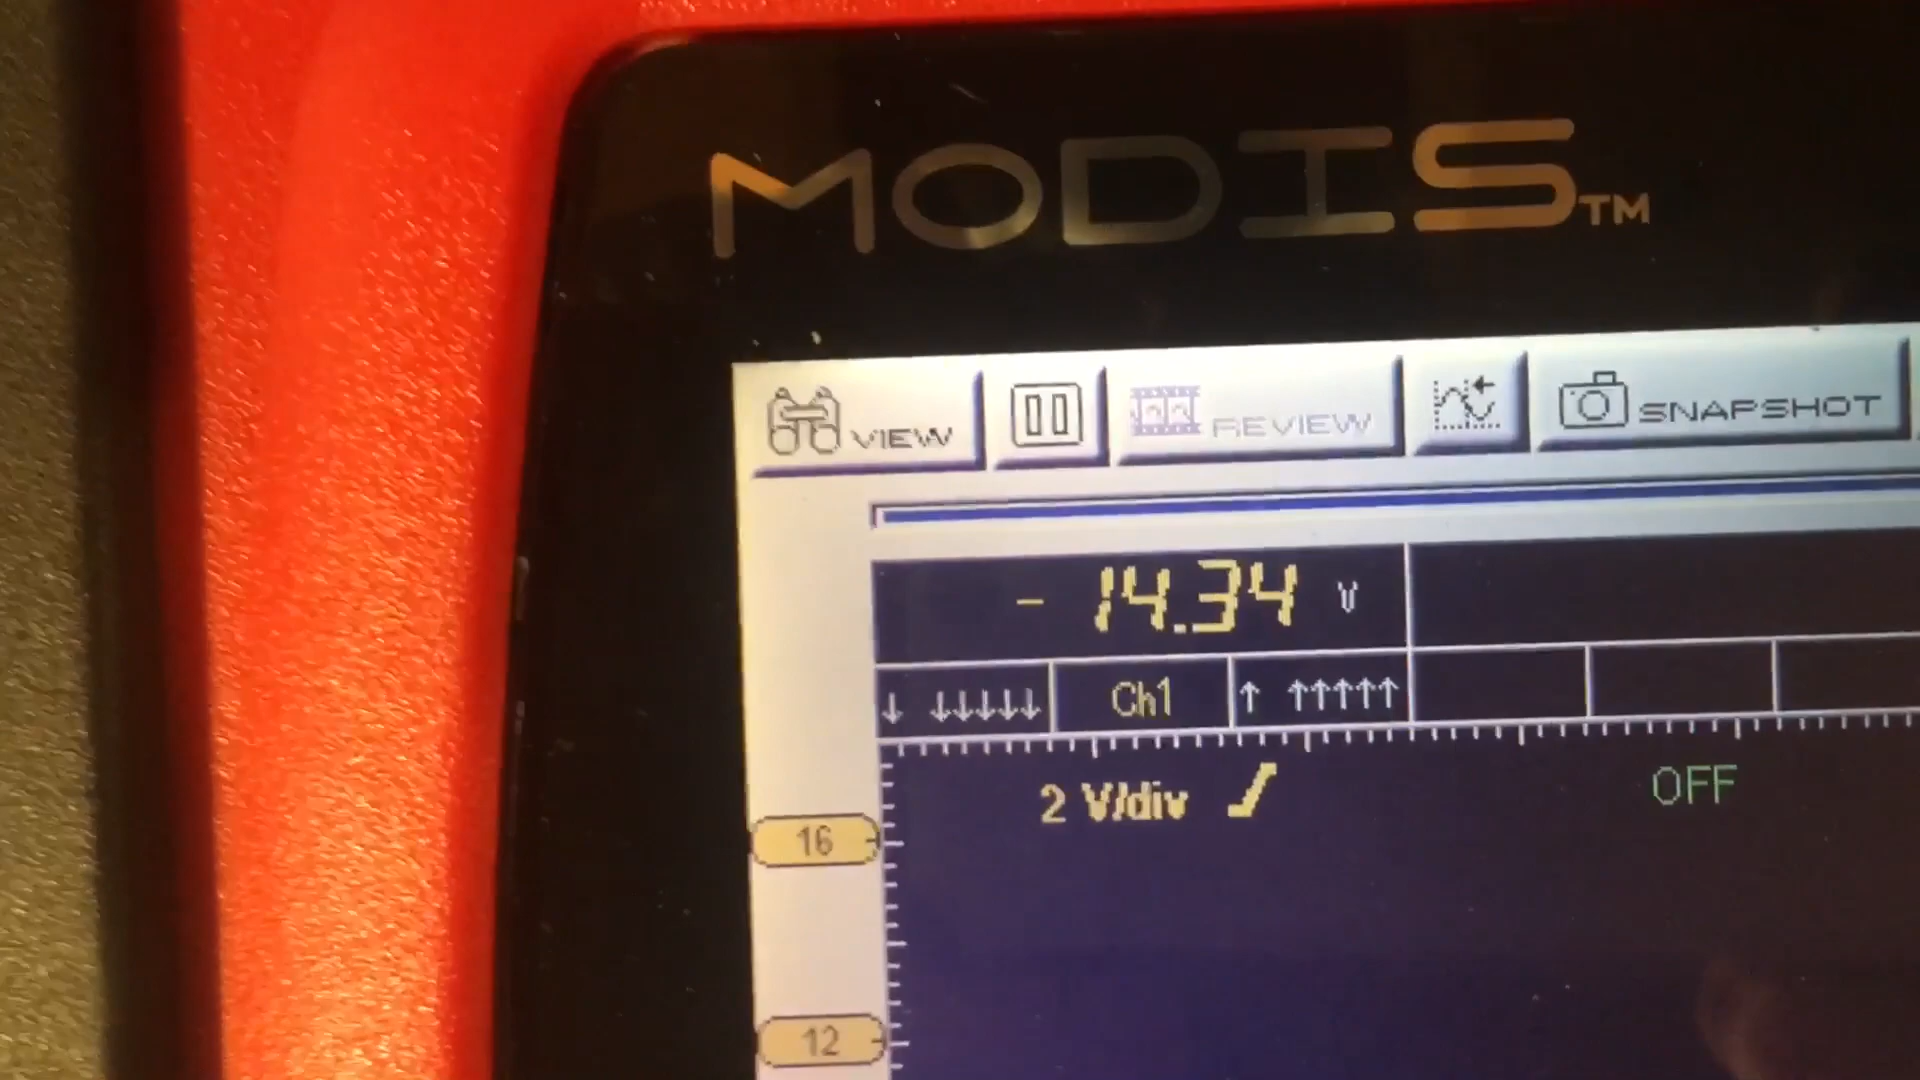 MODIS™
VIEW REVIEW SNAPSHOT
- 14.34 V
↓ ↓↓↓↓↓ Ch1 ↑ ↑↑↑↑↑
2 V/div OFF
16
12